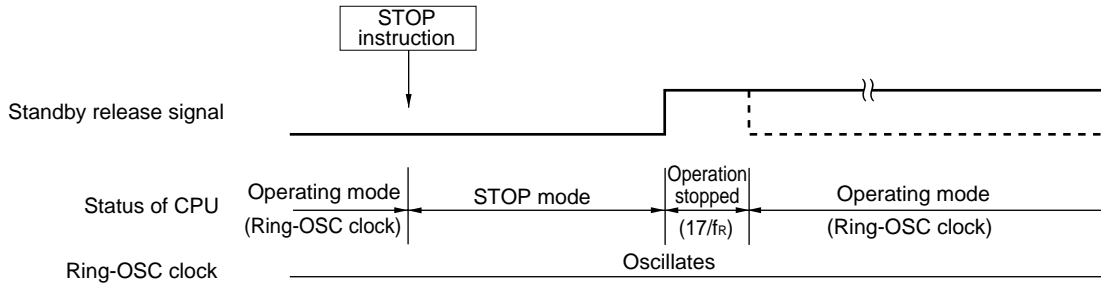 STOP
instruction
Standby release signal
Status of CPU
Operating mode
(Ring-OSC clock)
STOP mode
Operation
stopped
(17/fR)
Operating mode
(Ring-OSC clock)
Ring-OSC clock
Oscillates